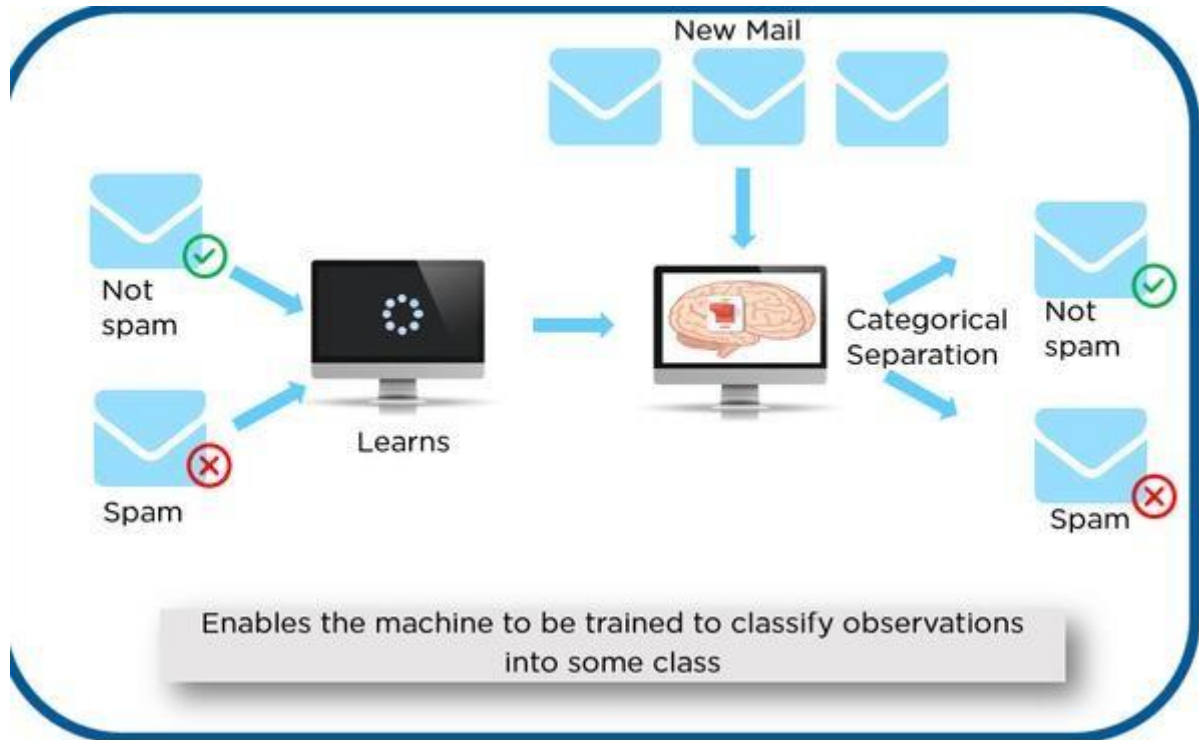 New Mail
Not
spam
Spam
Learns
Categorical
Separation
Not
spam
Spam
Enables the machine to be trained to classify observations
into some class